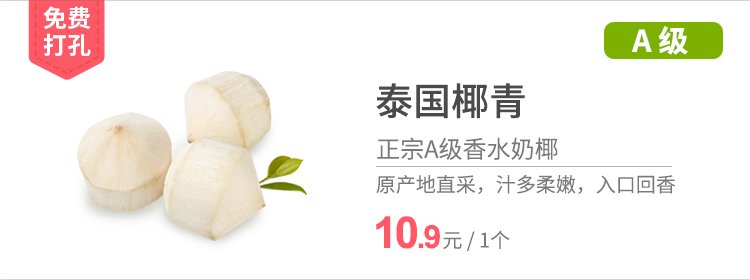 免费
打孔
A 级
泰国椰青
正宗A级香水奶椰
原产地直采，汁多柔嫩，入口回香
10.9元 / 1个